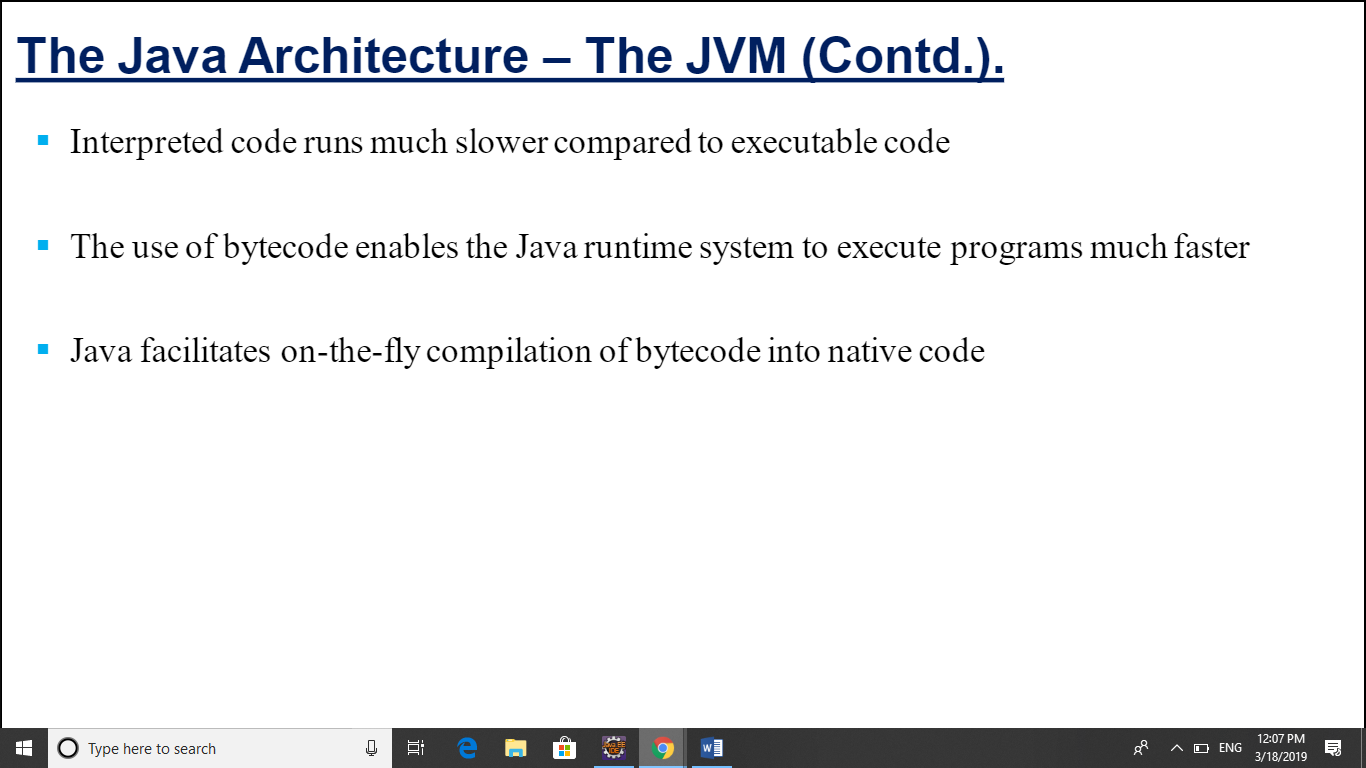 The Java Architecture – The JVM (Contd.).
Interpreted code runs much slower compared to executable code
The use of bytecode enables the Java runtime system to execute programs much faster
Java facilitates on-the-fly compilation of bytecode into native code
Type here to search
ENG
12:07 PM
3/18/2019